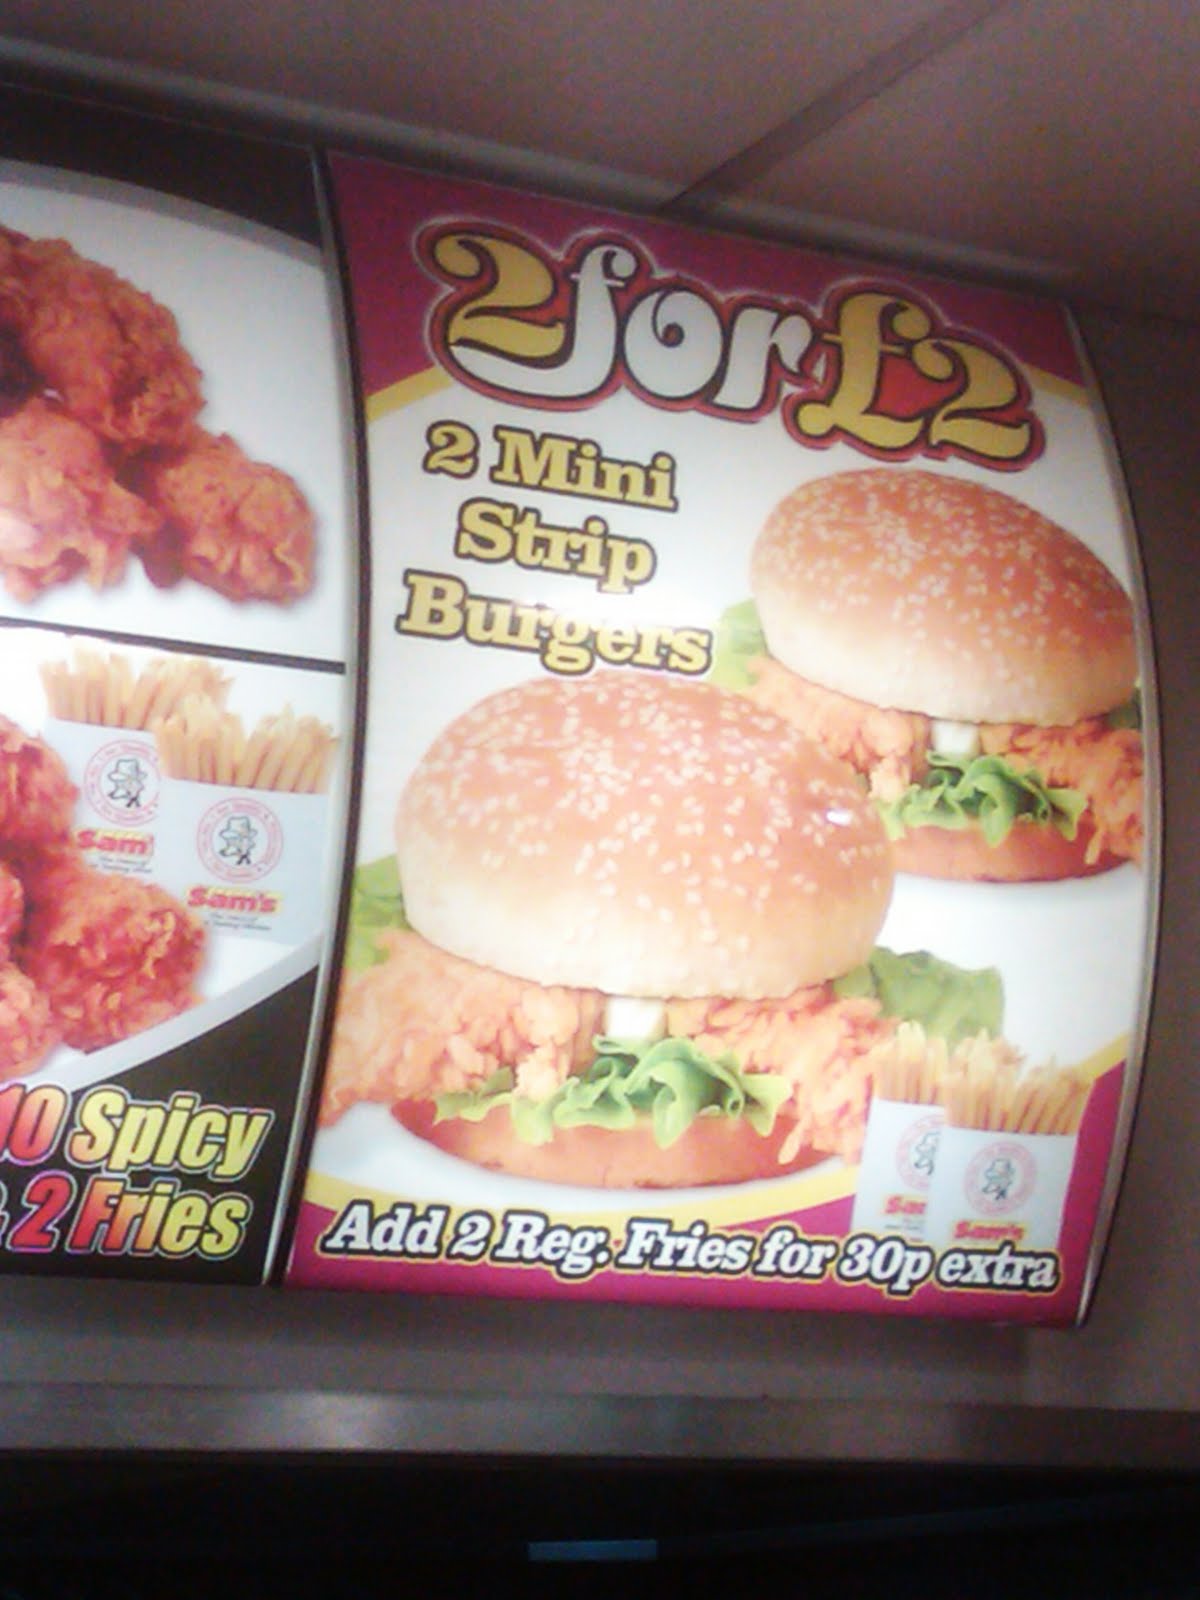 2 for £2
2 Mini
Strip
Burgers
Add 2 Reg. Fries for 30p extra
Sam's
Sam's
Sam's
10 Spicy
& 2 Fries